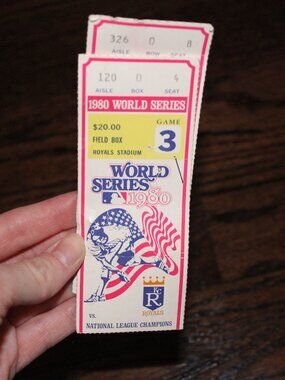 326 0 8
AISLE ROW SEAT
120 0 4
AISLE BOX SEAT
1980 WORLD SERIES
$20.00
FIELD BOX
ROYALS STADIUM
GAME
3
WORLD
SERIES
1980
KC
R
ROYALS
VS.
NATIONAL LEAGUE CHAMPIONS